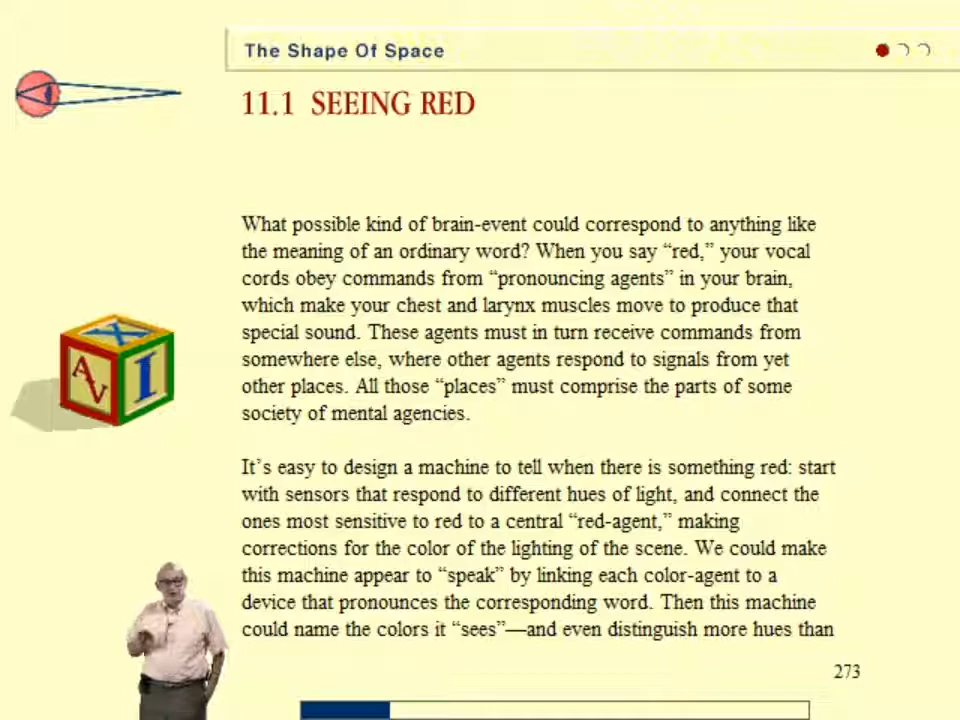 The Shape Of Space
11.1 SEEING RED
What possible kind of brain-event could correspond to anything like
the meaning of an ordinary word? When you say “red,” your vocal
cords obey commands from “pronouncing agents” in your brain,
which make your chest and larynx muscles move to produce that
special sound. These agents must in turn receive commands from
somewhere else, where other agents respond to signals from yet
other places. All those “places” must comprise the parts of some
society of mental agencies.
It’s easy to design a machine to tell when there is something red: start
with sensors that respond to different hues of light, and connect the
ones most sensitive to red to a central “red-agent,” making
corrections for the color of the lighting of the scene. We could make
this machine appear to “speak” by linking each color-agent to a
device that pronounces the corresponding word. Then this machine
could name the colors it “sees”—and even distinguish more hues than
X
A
V
I
273